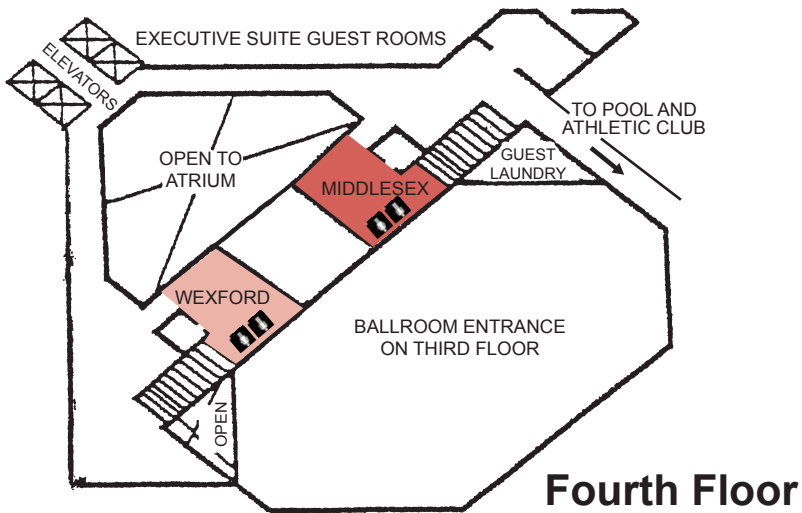 EXECUTIVE SUITE GUEST ROOMS
ELEVATORS
TO POOL AND
ATHLETIC CLUB
OPEN TO
ATRIUM
GUEST
LAUNDRY
MIDDLESEX
WEXFORD
BALLROOM ENTRANCE
ON THIRD FLOOR
OPEN
Fourth Floor